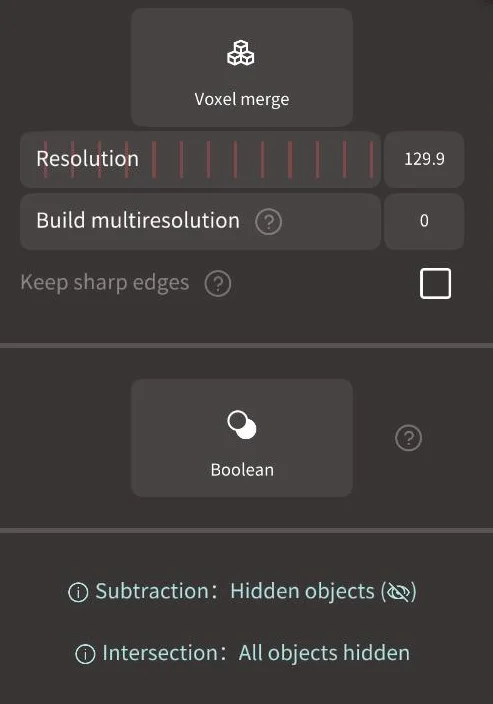 Voxel merge
Resolution 129.9
Build multiresolution ? 0
Keep sharp edges ?
Boolean ?
Subtraction: Hidden objects ()
Intersection: All objects hidden